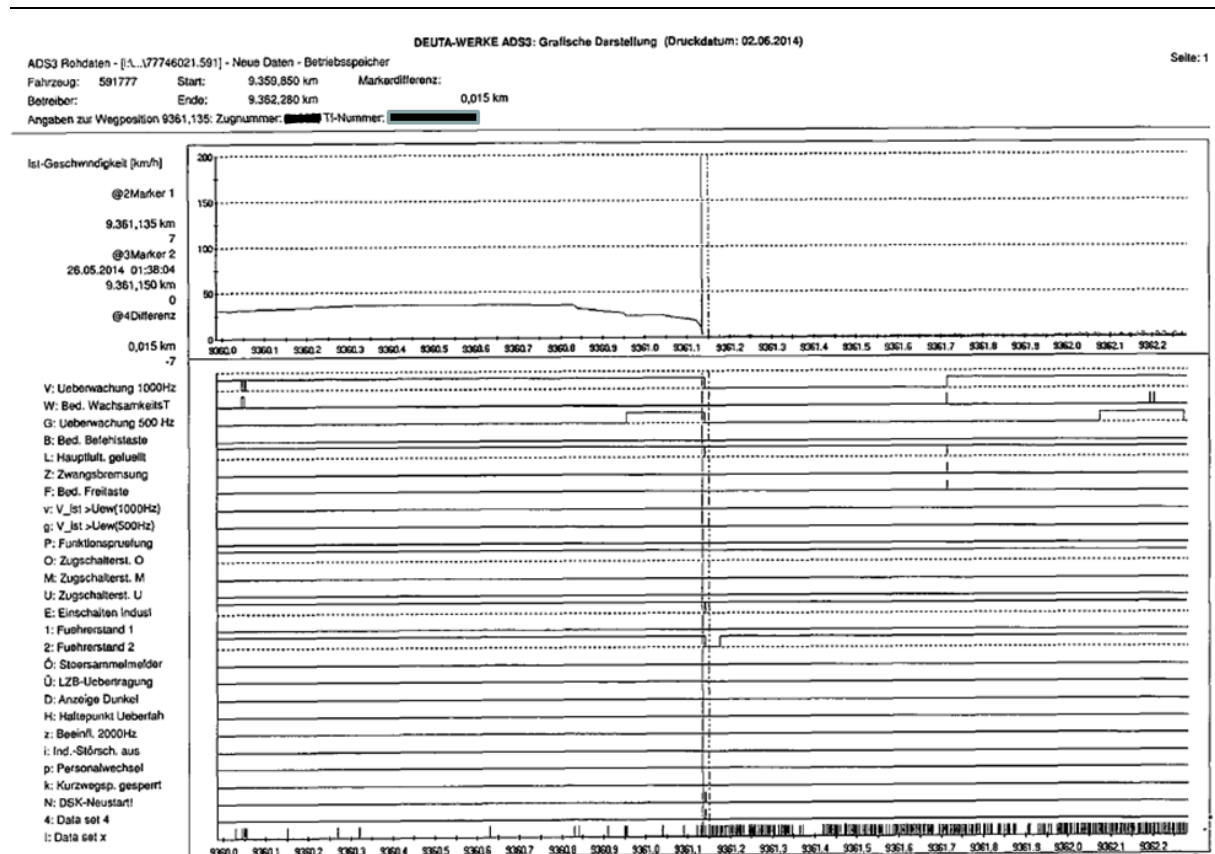 DEUTA-WERKE ADS3: Grafische Darstellung (Druckdatum: 02.06.2014)
ADS3 Rohdaten - [I:\...\77746021.591] - Neue Daten - Betriebsspeicher Seite: 1
Fahrzeug: 591777 Start: 9.359,850 km Markerdifferenz:
Betreiber: Ende: 9.362,280 km 0,015 km
Angaben zur Wegposition 9361,135: Zugnummer: Tf-Nummer:
Ist-Geschwndigkeit [km/h]
@2Marker 1
9.361,135 km
7
@3Marker 2
26.05.2014 01:38:04
9.361,150 km
0
@4Differenz
0,015 km
-7
200
150
100
50
0
9360.0 9360.1 9360.2 9360.3 9360.4 9360.5 9360.6 9360.7 9360.8 9360.9 9361.0 9361.1 9361.2 9361.3 9361.4 9361.5 9361.6 9361.7 9361.8 9361.9 9362.0 9362.1 9362.2
V: Ueberwachung 1000Hz
W: Bed. WachsamkeitsT
G: Ueberwachung 500 Hz
B: Bed. Befehlstaste
L: Hauptluft. gefuellt
Z: Zwangsbremsung
F: Bed. Freitaste
v: V_ist >Uew(1000Hz)
g: V_ist >Uew(500Hz)
P: Funktionspruefung
O: Zugschalterst. O
M: Zugschalterst. M
U: Zugschalterst. U
E: Einschalten Indusi
1: Fuehrerstand 1
2: Fuehrerstand 2
Ö: Stoersammelmelder
Ü: LZB-Uebertragung
D: Anzeige Dunkel
H: Haltepunkt Ueberfah
z: Beeinfl. 2000Hz
i: Ind.-Störsch. aus
p: Personalwechsel
k: Kurzwegsp. gesperrt
N: DSK-Neustart!
4: Data set 4
l: Data set x
9360.0 9360.1 9360.2 9360.3 9360.4 9360.5 9360.6 9360.7 9360.8 9360.9 9361.0 9361.1 9361.2 9361.3 9361.4 9361.5 9361.6 9361.7 9361.8 9361.9 9362.0 9362.1 9362.2